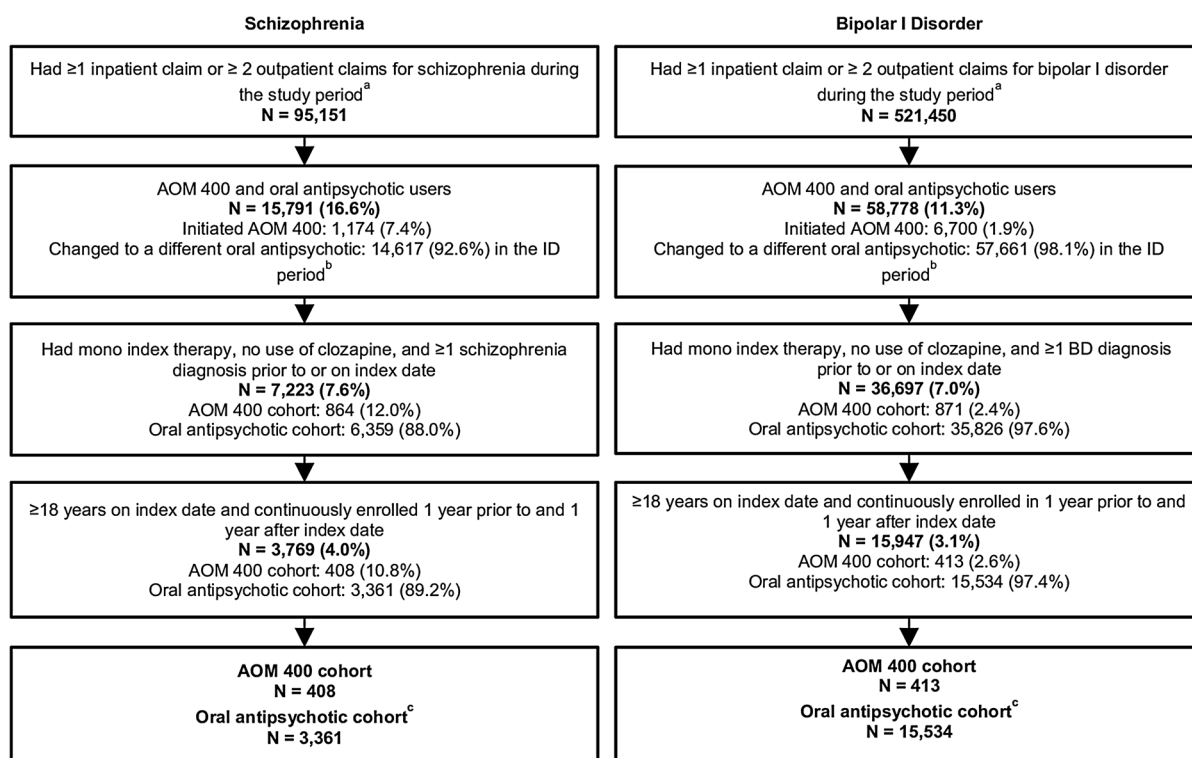 Schizophrenia
Had ≥1 inpatient claim or ≥ 2 outpatient claims for schizophrenia during
the study periodᵃ
N = 95,151
AOM 400 and oral antipsychotic users
N = 15,791 (16.6%)
Initiated AOM 400: 1,174 (7.4%)
Changed to a different oral antipsychotic: 14,617 (92.6%) in the ID
periodᵇ
Had mono index therapy, no use of clozapine, and ≥1 schizophrenia
diagnosis prior to or on index date
N = 7,223 (7.6%)
AOM 400 cohort: 864 (12.0%)
Oral antipsychotic cohort: 6,359 (88.0%)
≥18 years on index date and continuously enrolled 1 year prior to and 1
year after index date
N = 3,769 (4.0%)
AOM 400 cohort: 408 (10.8%)
Oral antipsychotic cohort: 3,361 (89.2%)
AOM 400 cohort
N = 408
Oral antipsychotic cohortᶜ
N = 3,361
Bipolar I Disorder
Had ≥1 inpatient claim or ≥ 2 outpatient claims for bipolar I disorder
during the study periodᵃ
N = 521,450
AOM 400 and oral antipsychotic users
N = 58,778 (11.3%)
Initiated AOM 400: 6,700 (1.9%)
Changed to a different oral antipsychotic: 57,661 (98.1%) in the ID
periodᵇ
Had mono index therapy, no use of clozapine, and ≥1 BD diagnosis
prior to or on index date
N = 36,697 (7.0%)
AOM 400 cohort: 871 (2.4%)
Oral antipsychotic cohort: 35,826 (97.6%)
≥18 years on index date and continuously enrolled in 1 year prior to and
1 year after index date
N = 15,947 (3.1%)
AOM 400 cohort: 413 (2.6%)
Oral antipsychotic cohort: 15,534 (97.4%)
AOM 400 cohort
N = 413
Oral antipsychotic cohortᶜ
N = 15,534